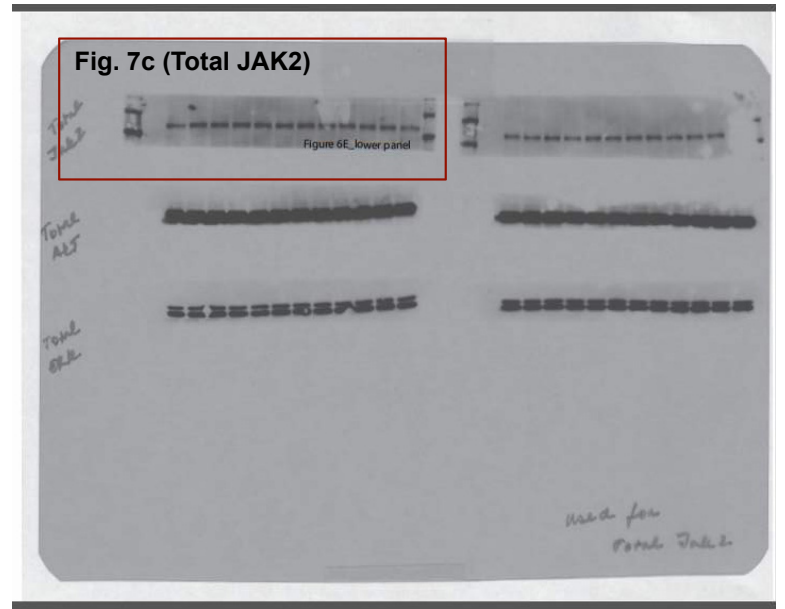 Fig. 7c (Total JAK2)
Total
Jak2
Figure 6E_lower panel
Total
AKT
Total
ERK
used for
Total Jak2